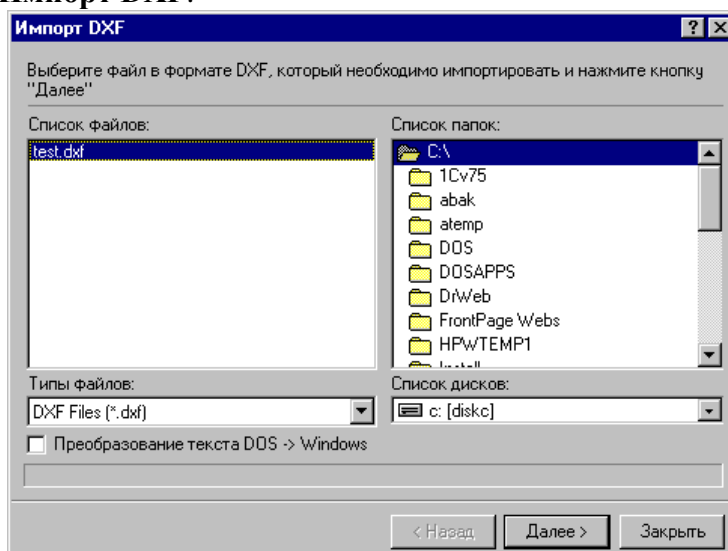 Импорт DXF.
Импорт DXF
Выберите файл в формате DXF, который необходимо импортировать и нажмите кнопку
"Далее"
Список файлов:
test.dxf
Список папок:
C:\
1Cv75
abak
atemp
DOS
DOSAPPS
DrWeb
FrontPage Webs
HPWTEMP1
Типы файлов:
DXF Files (*.dxf)
Список дисков:
c: [diskc]
Преобразование текста DOS -> Windows
< Назад
Далее >
Закрыть